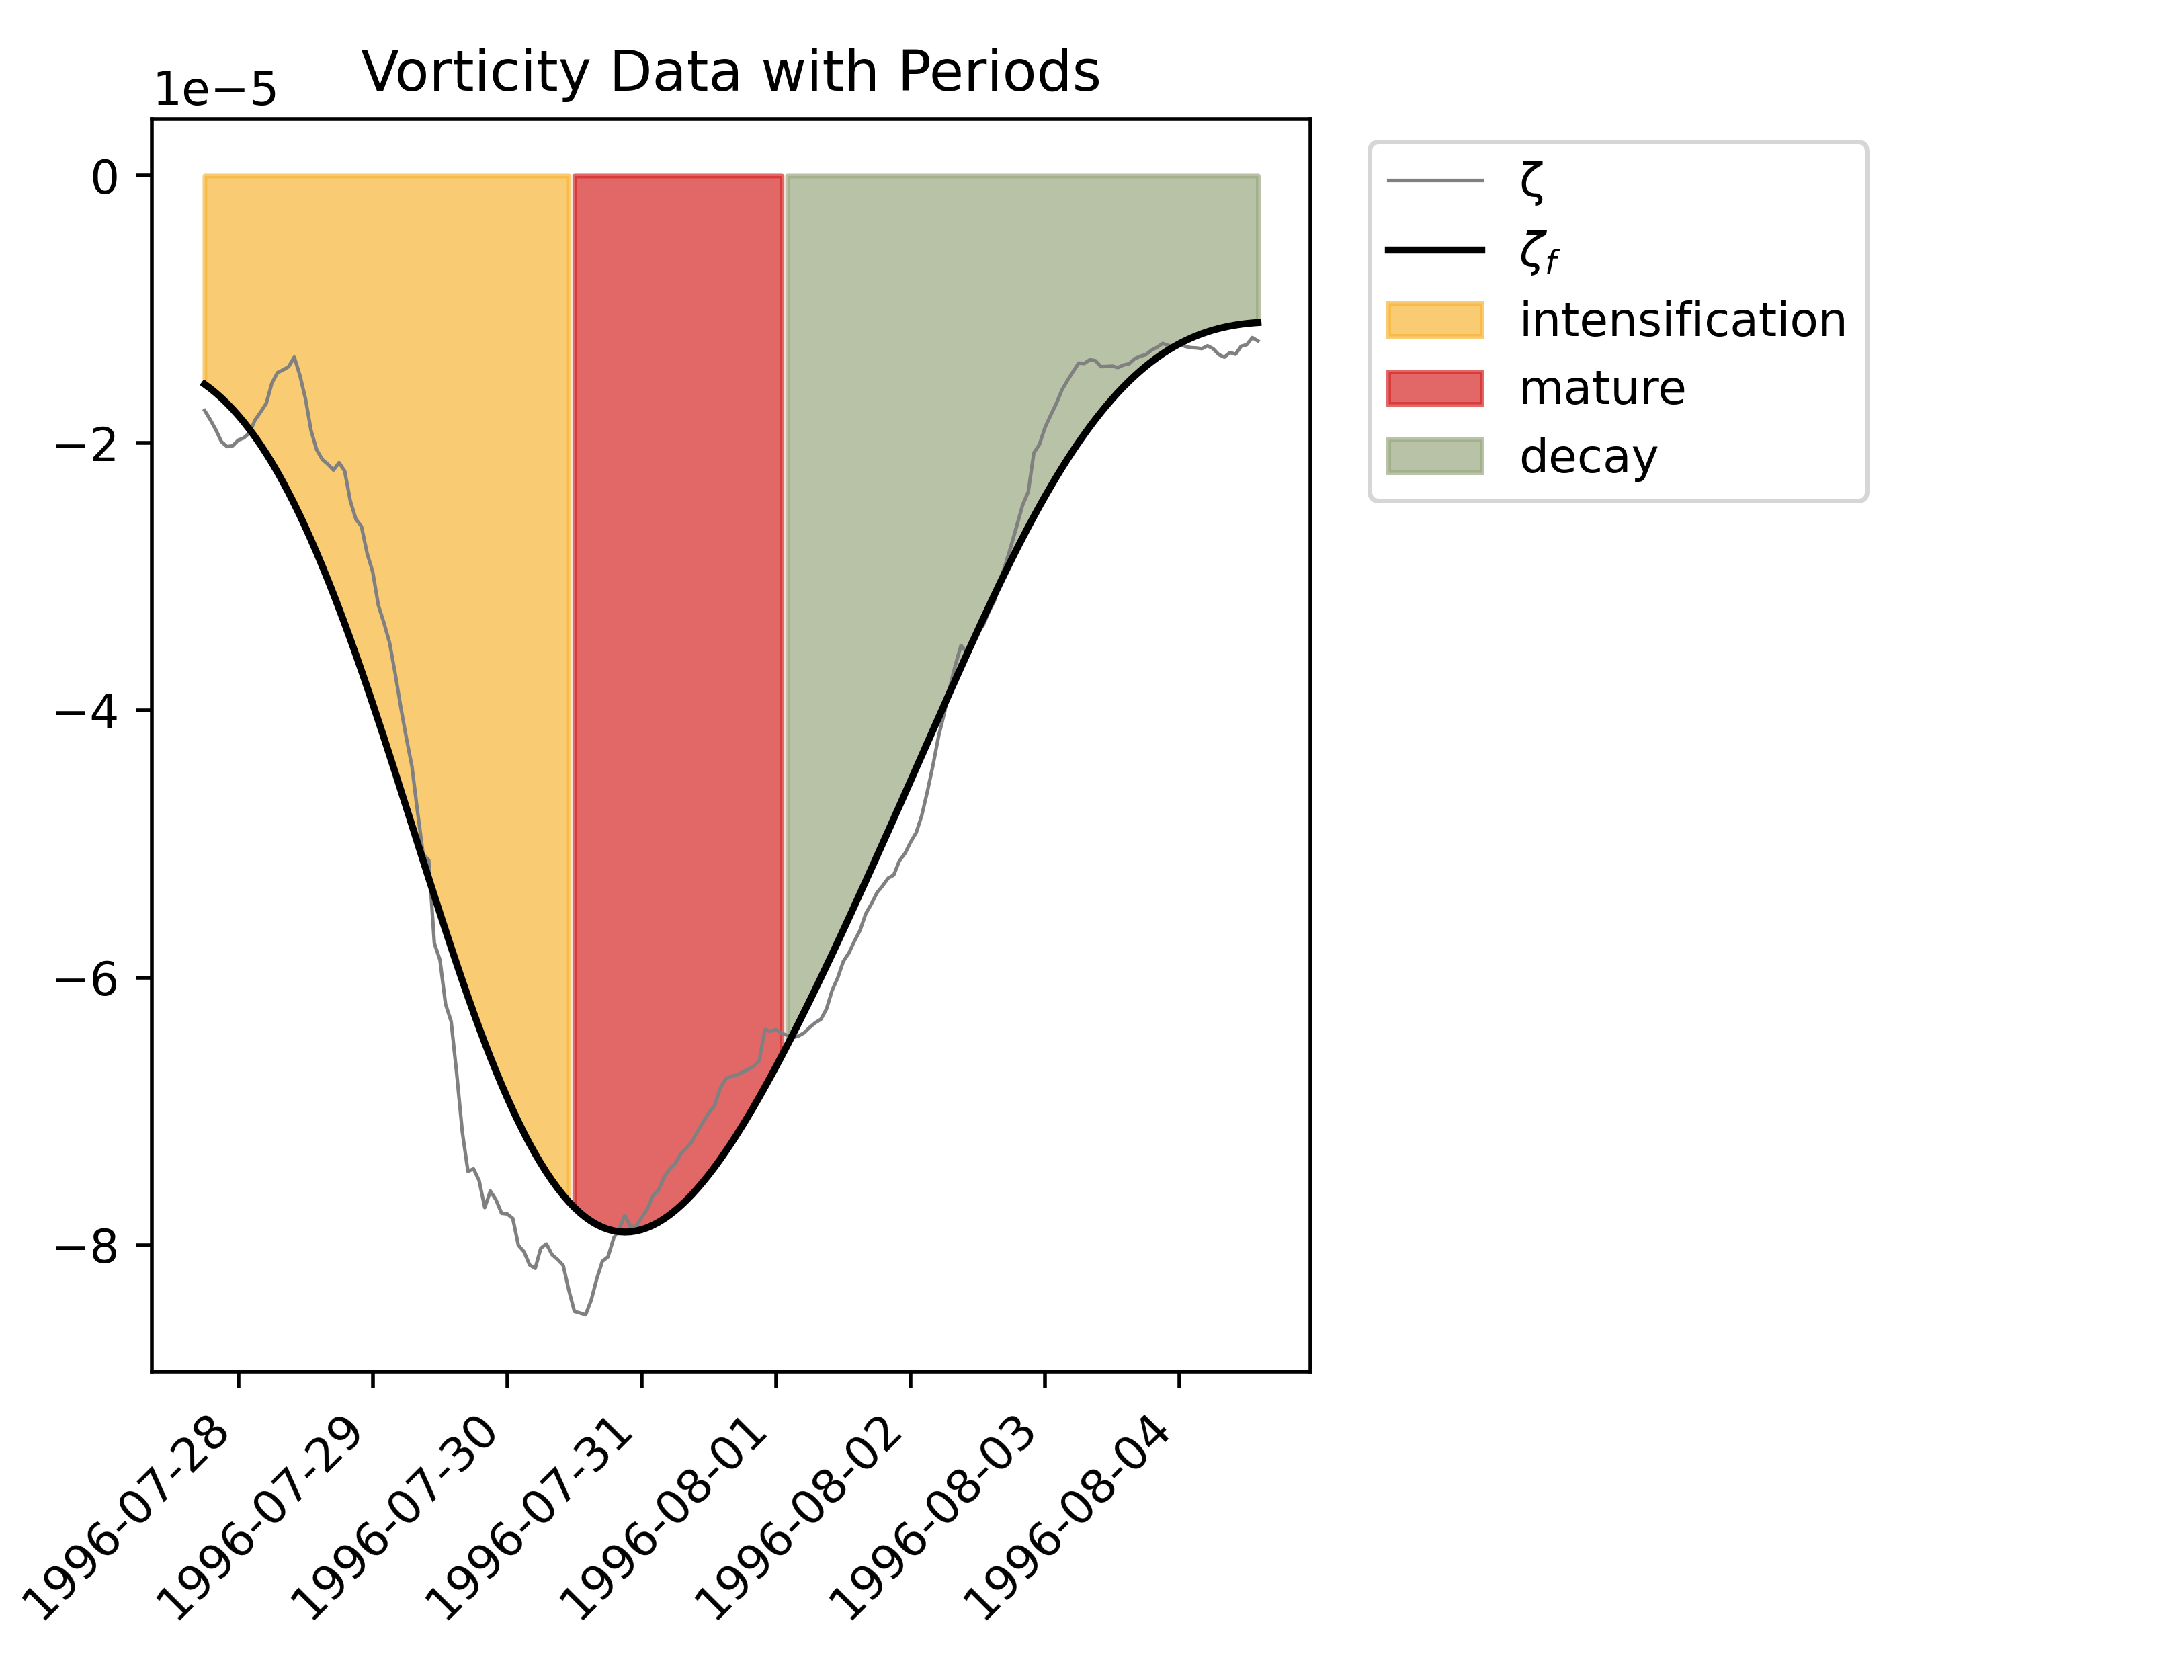 Vorticity Data with Periods
1e−5
0
−2
−4
−6
−8
1996-07-28
1996-07-29
1996-07-30
1996-07-31
1996-08-01
1996-08-02
1996-08-03
1996-08-04
ζ
ζf
intensification
mature
decay